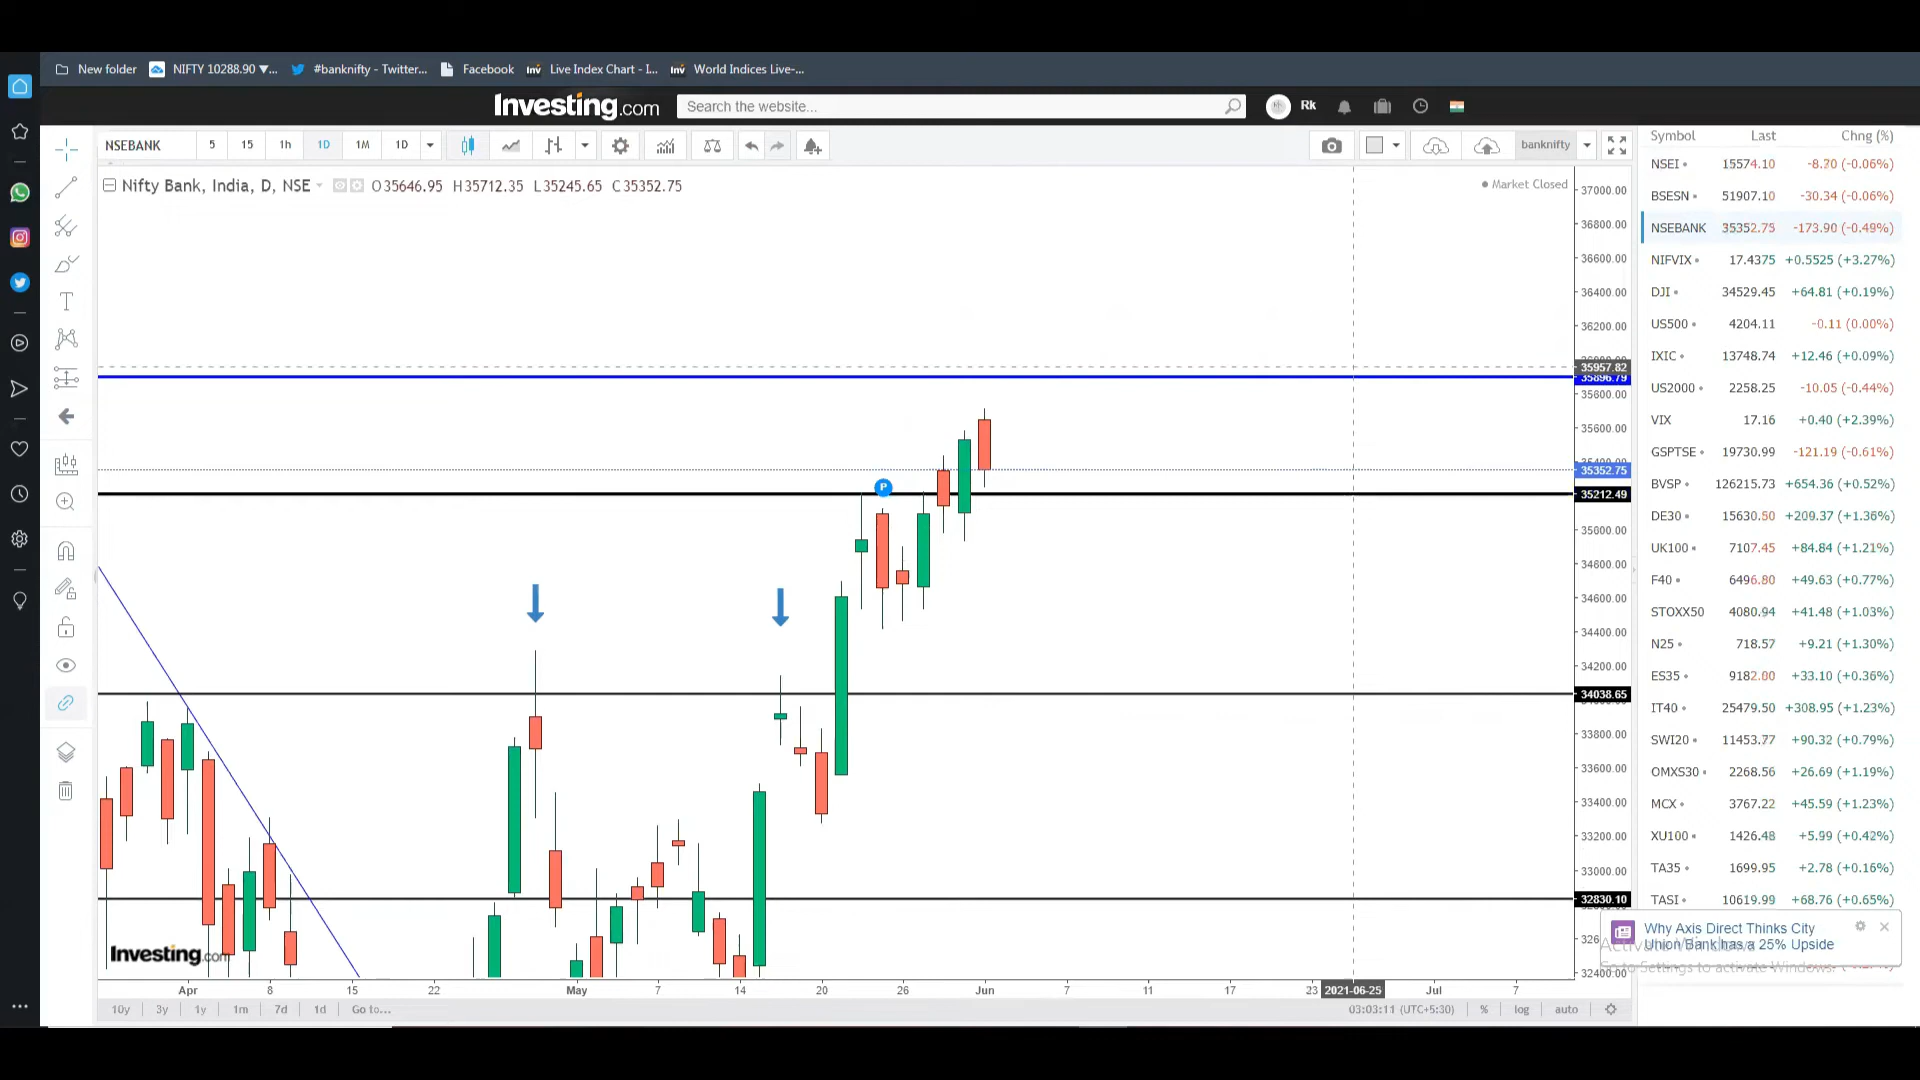 New folder NIFTY 10288.90 ▼... #banknifty - Twitter... Facebook Live Index Chart - I... World Indices Live-...
Investing.com Search the website... Rk
NSEBANK 5 15 1h 1D 1M 1D banknifty
Nifty Bank, India, D, NSE O35646.95 H35712.35 L35245.65 C35352.75
Market Closed
37000.00
36800.00
36600.00
36400.00
36200.00
35957.82
35896.79
35800.00
35600.00
35352.75
35212.49
35600.00
34800.00
34600.00
34400.00
34200.00
34038.65
33800.00
33600.00
33400.00
33200.00
33000.00
32830.10
32400.00
P
Investing.com
Apr 8 15 22 May 7 14 20 26 Jun 7 11 17 23 2021-06-25 Jul 7
10y 3y 1y 1m 7d 1d Go to... 03:03:11 (UTC+5:30) % log auto
Symbol Last Chng (%)
NSEI 15574.10 -8.20 (-0.06%)
BSESN 51907.10 -30.34 (-0.06%)
NSEBANK 35352.75 -173.90 (-0.49%)
NIFVIX 17.4375 +0.5525 (+3.27%)
DJI 34529.45 +64.81 (+0.19%)
US500 4204.11 -0.11 (0.00%)
IXIC 13748.74 +12.46 (+0.09%)
US2000 2258.25 -10.05 (-0.44%)
VIX 17.16 +0.40 (+2.39%)
GSPTSE 19730.99 -121.19 (-0.61%)
BVSP 126215.73 +654.36 (+0.52%)
DE30 15630.50 +209.37 (+1.36%)
UK100 7107.45 +84.84 (+1.21%)
F40 6496.80 +49.63 (+0.77%)
STOXX50 4080.94 +41.48 (+1.03%)
N25 718.57 +9.21 (+1.30%)
ES35 9182.00 +33.10 (+0.36%)
IT40 25479.50 +308.95 (+1.23%)
SWI20 11453.77 +90.32 (+0.79%)
OMXS30 2268.56 +26.69 (+1.19%)
MCX 3767.22 +45.59 (+1.23%)
XU100 1426.48 +5.99 (+0.42%)
TA35 1699.95 +2.78 (+0.16%)
TASI 10619.99 +68.76 (+0.65%)
Why Axis Direct Thinks City
Union Bank has a 25% Upside
Activate Windows
Go to Settings to activate Windows.